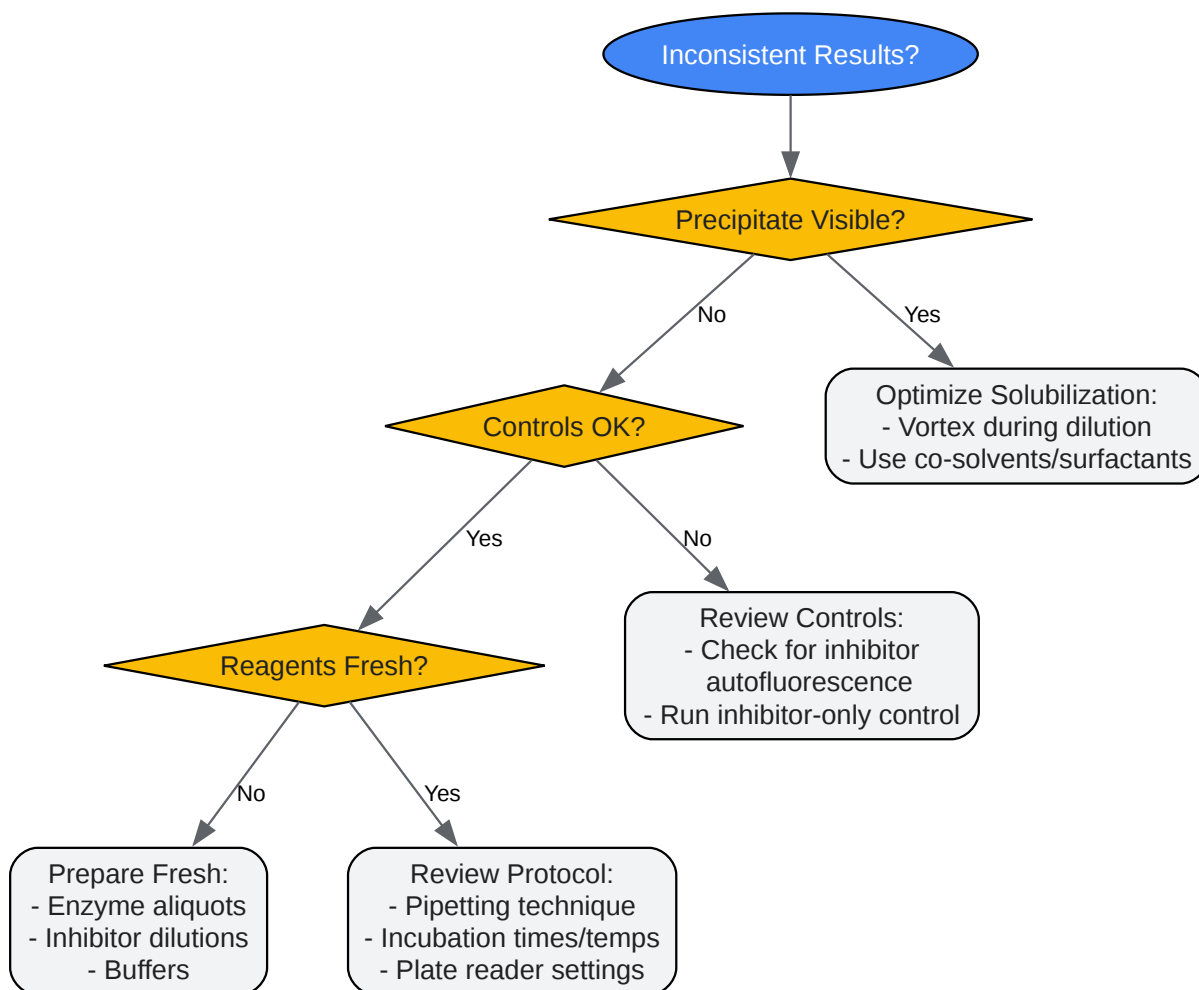 Inconsistent Results?
Precipitate Visible?
No
Yes
Optimize Solubilization:
- Vortex during dilution
- Use co-solvents/surfactants
Controls OK?
Yes
No
Review Controls:
- Check for inhibitor
autofluorescence
- Run inhibitor-only control
Reagents Fresh?
No
Yes
Prepare Fresh:
- Enzyme aliquots
- Inhibitor dilutions
- Buffers
Review Protocol:
- Pipetting technique
- Incubation times/temps
- Plate reader settings